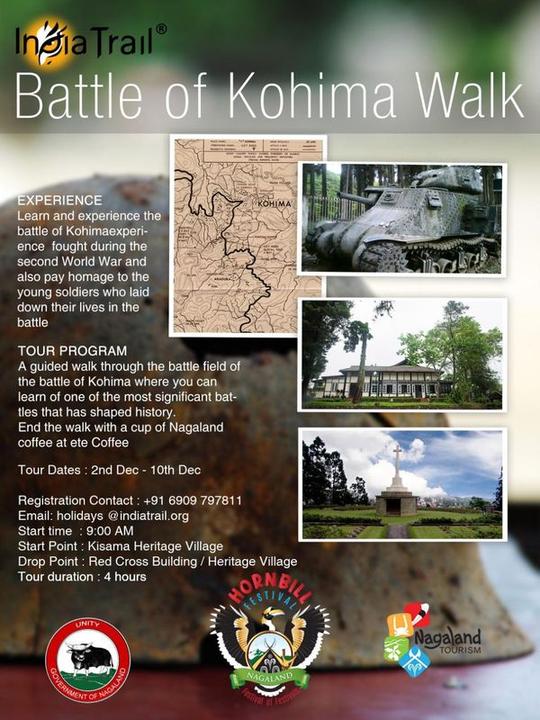 IndiaTrail®
Battle of Kohima Walk
KOHIMA
EXPERIENCE
Learn and experience the
battle of Kohimaexperi-
ence fought during the
second World War and
also pay homage to the
young soldiers who laid
down their lives in the
battle
TOUR PROGRAM
A guided walk through the battle field of
the battle of Kohima where you can
learn of one of the most significant bat-
tles that has shaped history.
End the walk with a cup of Nagaland
coffee at ete Coffee
Tour Dates : 2nd Dec - 10th Dec
Registration Contact : +91 6909 797811
Email: holidays @indiatrail.org
Start time : 9:00 AM
Start Point : Kisama Heritage Village
Drop Point : Red Cross Building / Heritage Village
Tour duration : 4 hours
UNITY
GOVERNMENT OF NAGALAND
HORNBILL
FESTIVAL
NAGALAND
Festival of Festivals
Nagaland
TOURISM